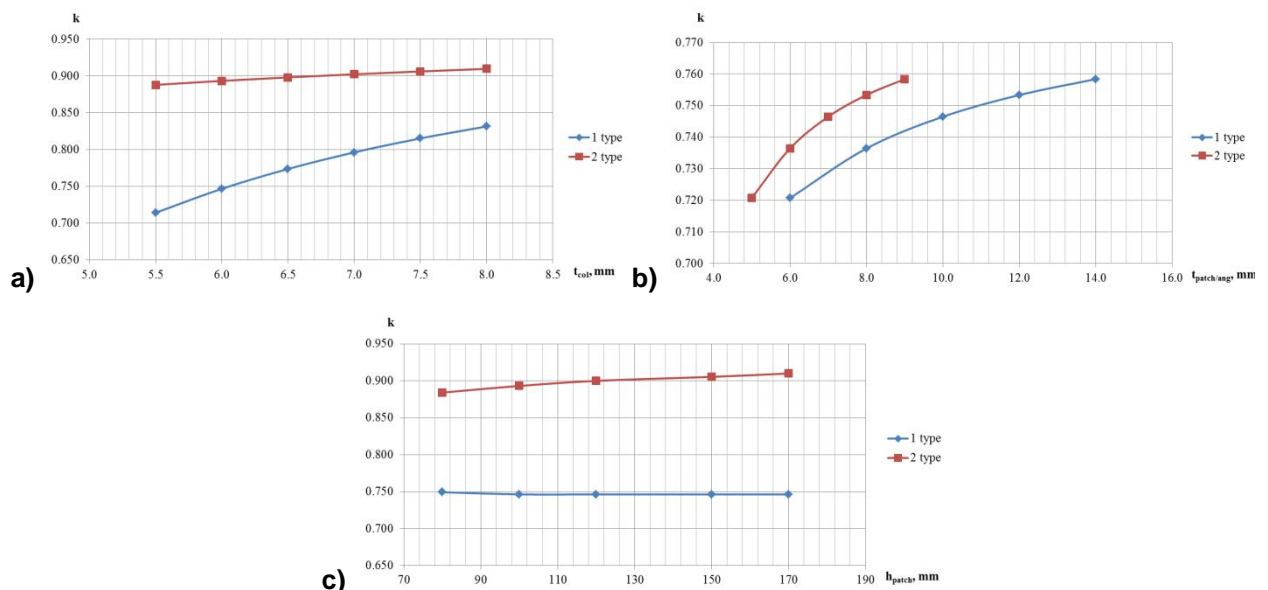 k
0.950
0.900
0.850
0.800
0.750
0.700
0.650
5.0 5.5 6.0 6.5 7.0 7.5 8.0 8.5
t_col, mm
1 type
2 type
a)
k
0.770
0.760
0.750
0.740
0.730
0.720
0.710
0.700
4.0 6.0 8.0 10.0 12.0 14.0 16.0
t_patch/ang, mm
1 type
2 type
b)
k
0.950
0.900
0.850
0.800
0.750
0.700
0.650
70 90 110 130 150 170 190
h_patch, mm
1 type
2 type
c)